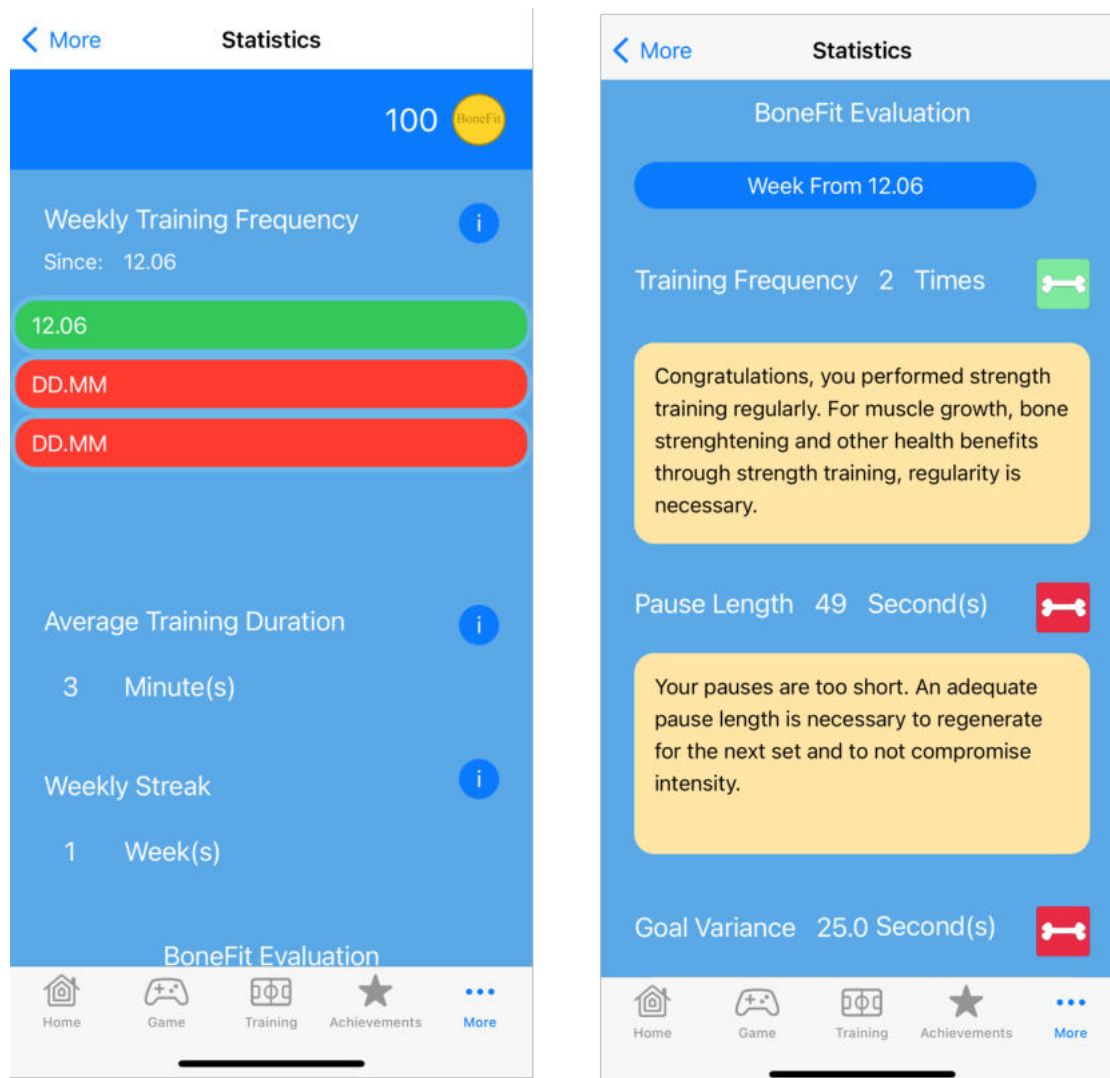 More
Statistics
100 BoneFit
Weekly Training Frequency
i
Since: 12.06
12.06
DD.MM
DD.MM
Average Training Duration
i
3 Minute(s)
Weekly Streak
i
1 Week(s)
BoneFit Evaluation
Home Game Training Achievements More
More
Statistics
BoneFit Evaluation
Week From 12.06
Training Frequency 2 Times
Congratulations, you performed strength
training regularly. For muscle growth, bone
strenghtening and other health benefits
through strength training, regularity is
necessary.
Pause Length 49 Second(s)
Your pauses are too short. An adequate
pause length is necessary to regenerate
for the next set and to not compromise
intensity.
Goal Variance 25.0 Second(s)
Home Game Training Achievements More